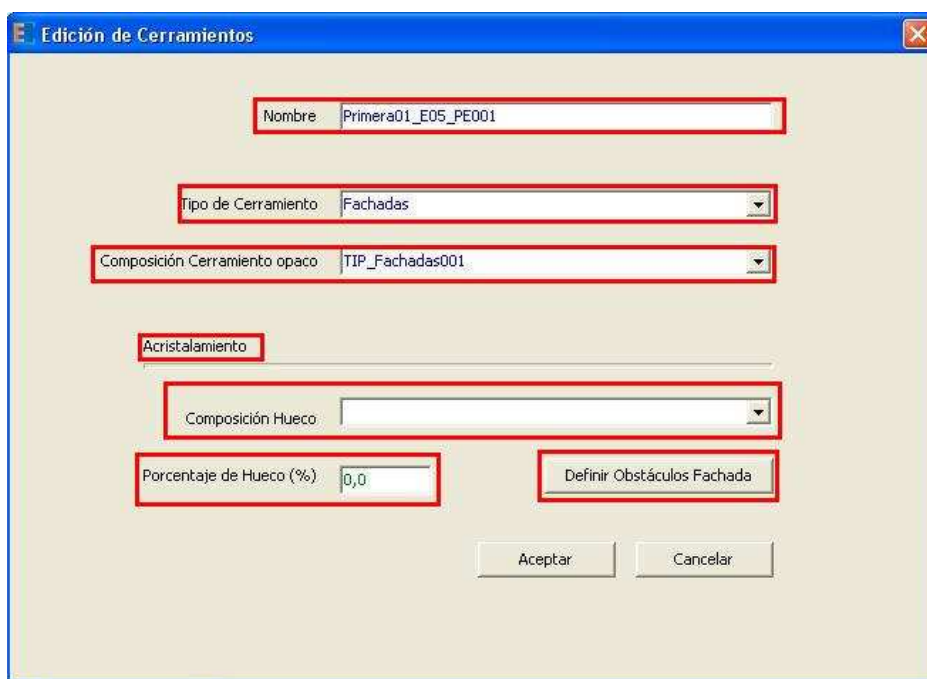 Edición de Cerramientos
Nombre Primera01_E05_PE001
Tipo de Cerramiento Fachadas
Composición Cerramiento opaco TIP_Fachadas001
Acristalamiento
Composición Hueco
Porcentaje de Hueco (%) 0,0 Definir Obstáculos Fachada
Aceptar Cancelar